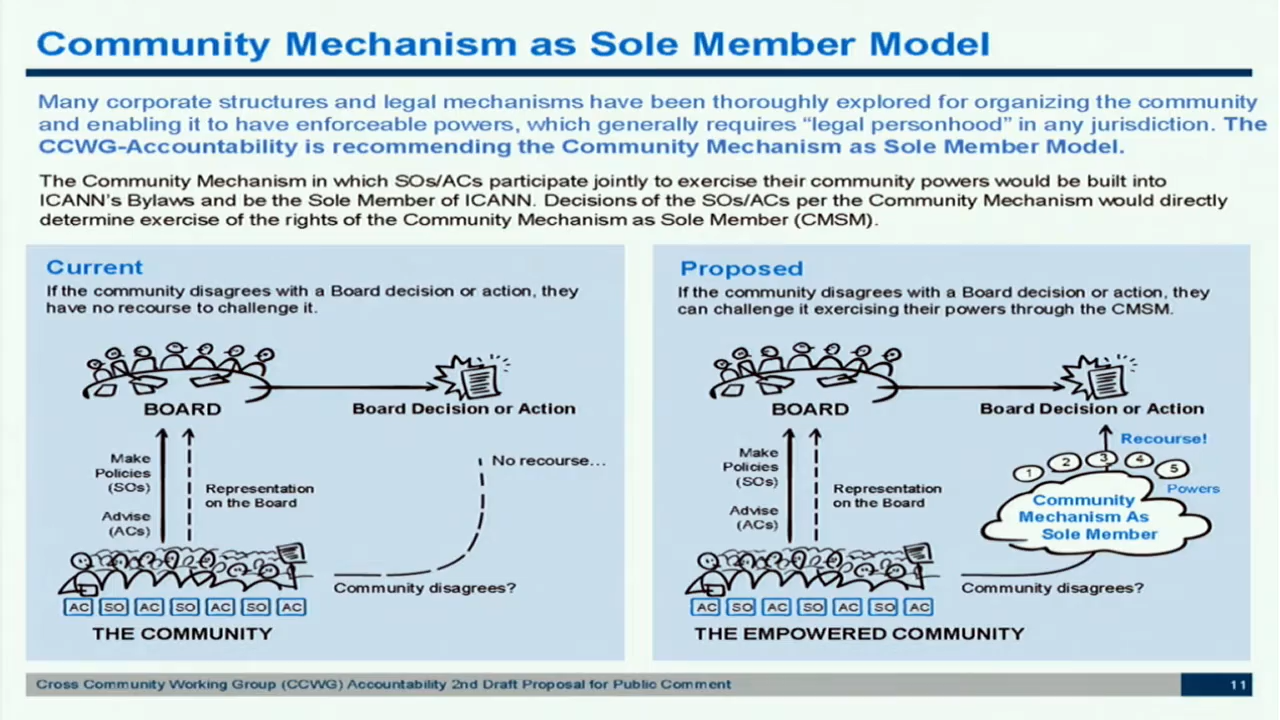 Community Mechanism as Sole Member Model
Many corporate structures and legal mechanisms have been thoroughly explored for organizing the community
and enabling it to have enforceable powers, which generally requires “legal personhood” in any jurisdiction. The
CCWG-Accountability is recommending the Community Mechanism as Sole Member Model.
The Community Mechanism in which SOs/ACs participate jointly to exercise their community powers would be built into
ICANN's Bylaws and be the Sole Member of ICANN. Decisions of the SOs/ACs per the Community Mechanism would directly
determine exercise of the rights of the Community Mechanism as Sole Member (CMSM).
Current
If the community disagrees with a Board decision or action, they
have no recourse to challenge it.
BOARD
Board Decision or Action
Make
Policies
(SOs)
Advise
(ACs)
Representation
on the Board
No recourse...
Community disagrees?
AC SO AC SO AC SO AC
THE COMMUNITY
Proposed
If the community disagrees with a Board decision or action, they
can challenge it exercising their powers through the CMSM.
BOARD
Board Decision or Action
Make
Policies
(SOs)
Advise
(ACs)
Representation
on the Board
Recourse!
1 2 3 4 5
Powers
Community
Mechanism As
Sole Member
Community disagrees?
AC SO AC SO AC SO AC
THE EMPOWERED COMMUNITY
Cross Community Working Group (CCWG) Accountability 2nd Draft Proposal for Public Comment
11